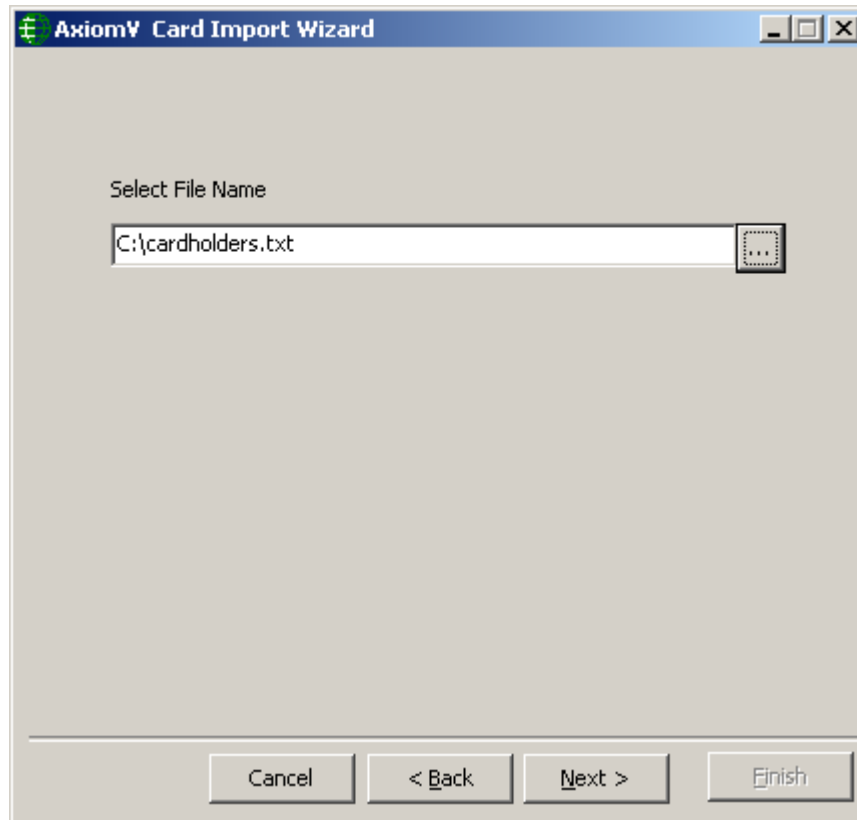 AxiomV Card Import Wizard
Select File Name
C:\cardholders.txt
...
Cancel
< Back
Next >
Finish